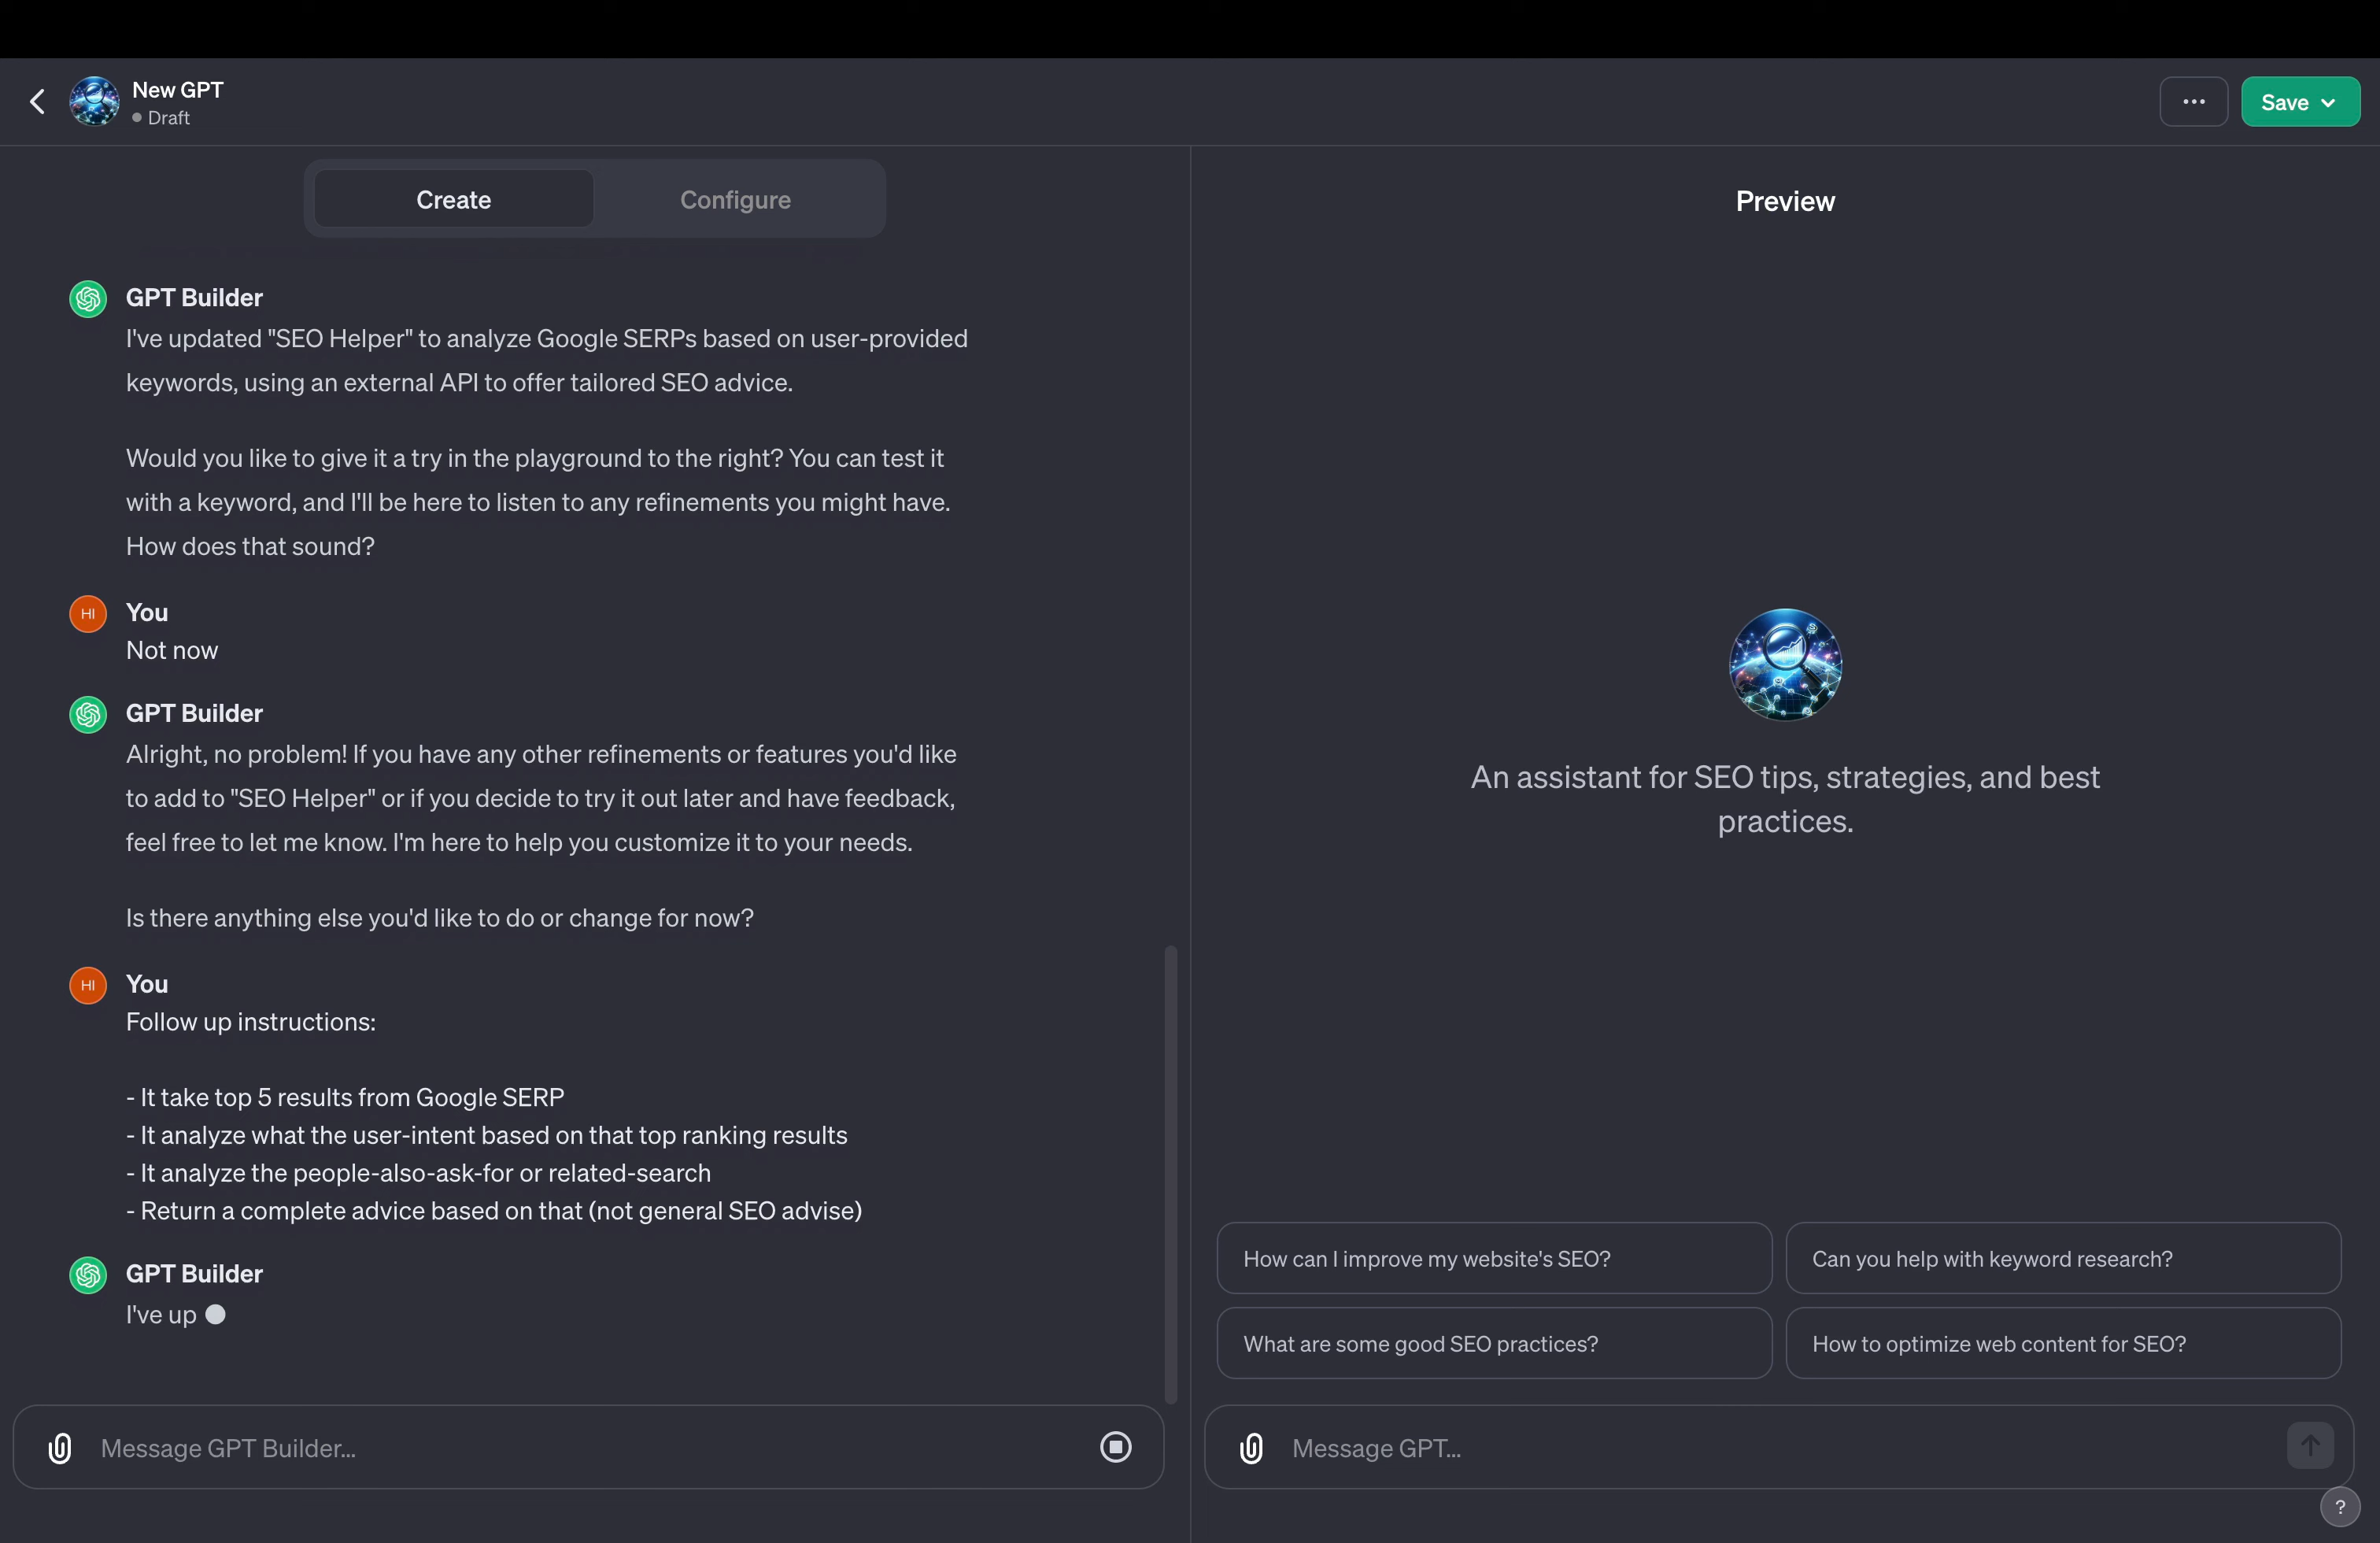 New GPT
Draft
...
Save
Create
Configure
GPT Builder
I've updated "SEO Helper" to analyze Google SERPs based on user-provided
keywords, using an external API to offer tailored SEO advice.
Would you like to give it a try in the playground to the right? You can test it
with a keyword, and I'll be here to listen to any refinements you might have.
How does that sound?
HI
You
Not now
GPT Builder
Alright, no problem! If you have any other refinements or features you'd like
to add to "SEO Helper" or if you decide to try it out later and have feedback,
feel free to let me know. I'm here to help you customize it to your needs.
Is there anything else you'd like to do or change for now?
HI
You
Follow up instructions:
- It take top 5 results from Google SERP
- It analyze what the user-intent based on that top ranking results
- It analyze the people-also-ask-for or related-search
- Return a complete advice based on that (not general SEO advise)
GPT Builder
I've up
Message GPT Builder...
Preview
An assistant for SEO tips, strategies, and best
practices.
How can I improve my website's SEO?
Can you help with keyword research?
What are some good SEO practices?
How to optimize web content for SEO?
Message GPT...
?